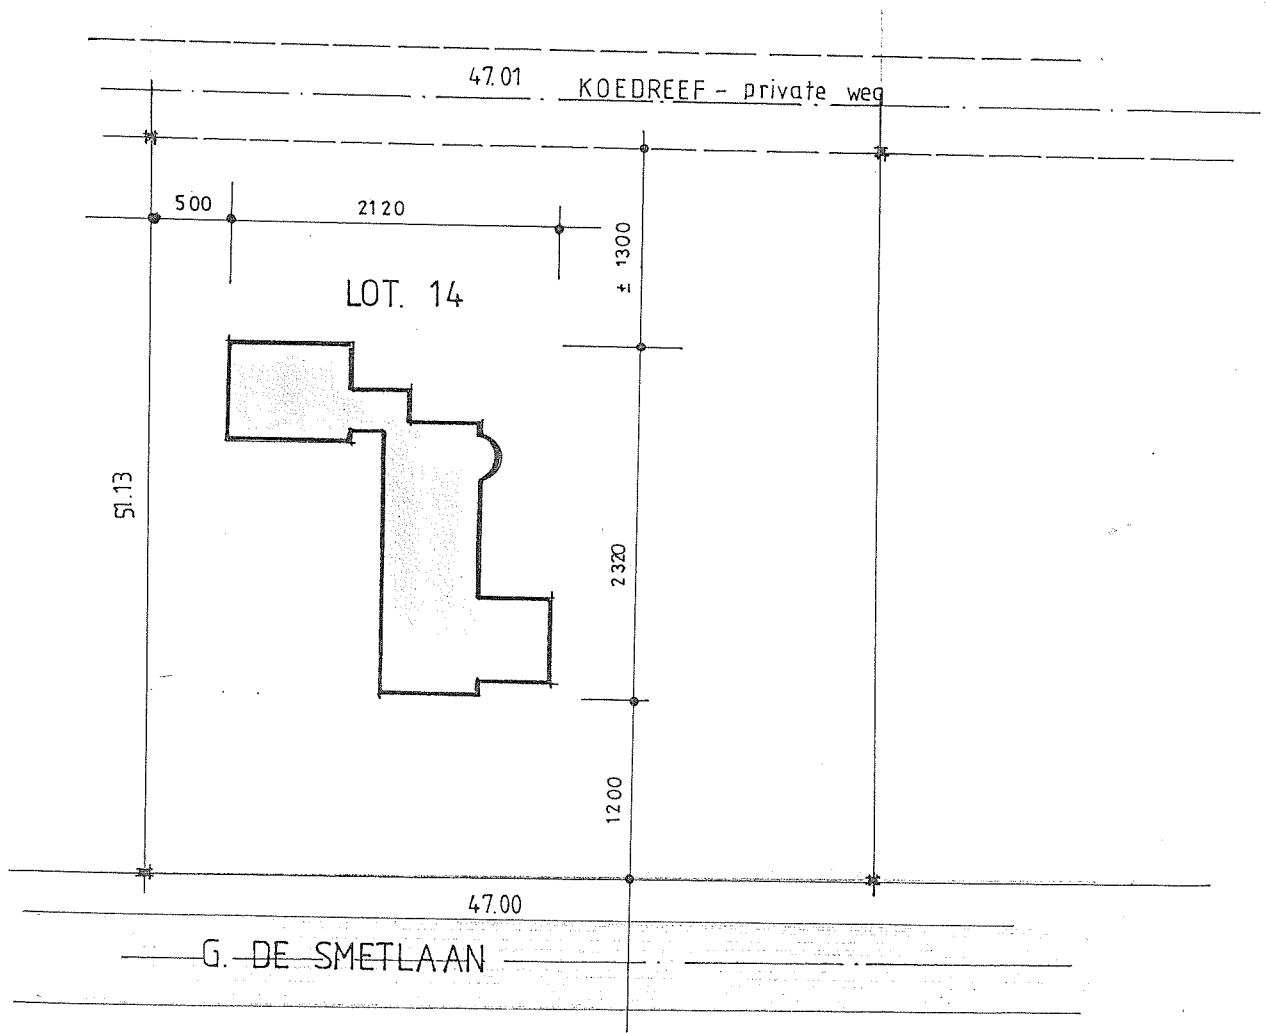 47.01 KOEDREEF - private weg
500 2120
± 1300
LOT. 14
51.13
2320
1200
47.00
G. DE SMETLAAN